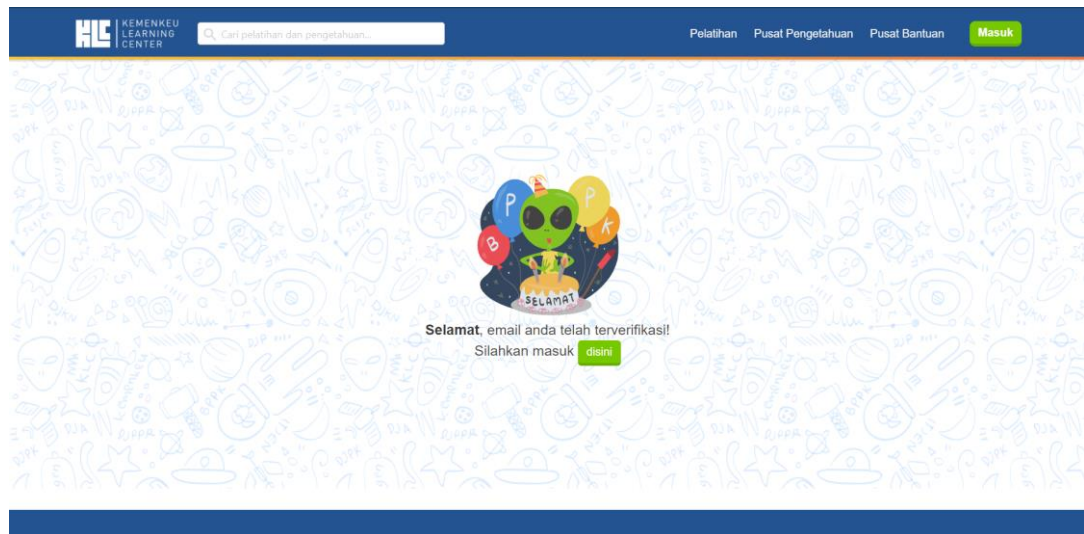 KEMENKEU
LEARNING
CENTER
Cari pelatihan dan pengetahuan...
Pelatihan Pusat Pengetahuan Pusat Bantuan Masuk
P P
B K
SELAMAT
Selamat, email anda telah terverifikasi!
Silahkan masuk disini